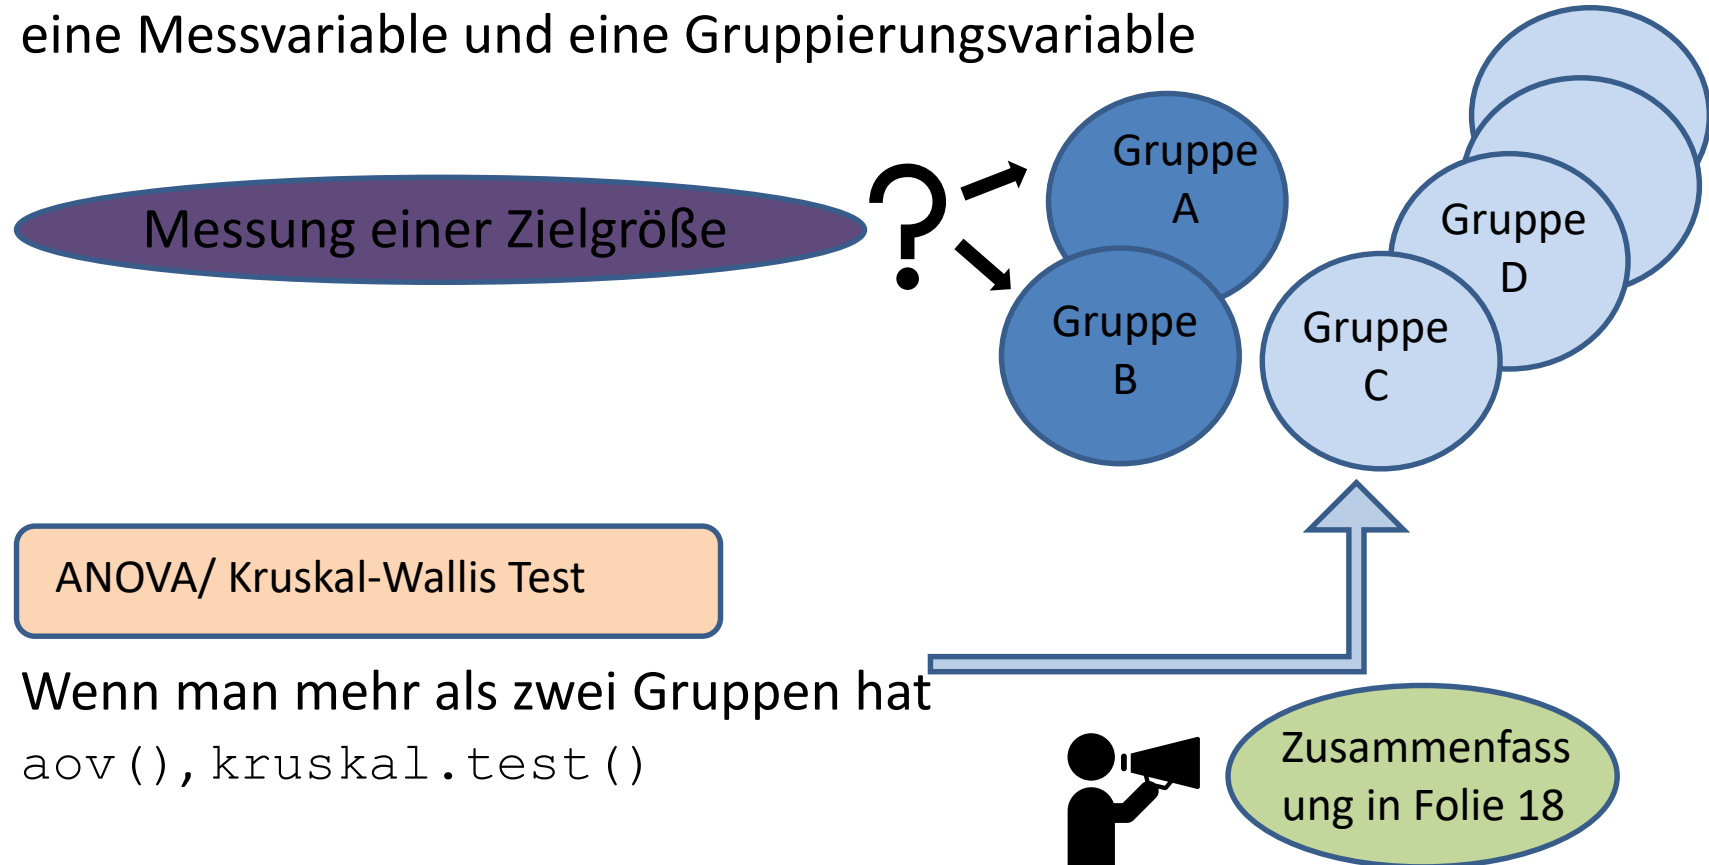 eine Messvariable und eine Gruppierungsvariable
Messung einer Zielgröße
?
Gruppe
A
Gruppe
B
Gruppe
C
Gruppe
D
ANOVA/ Kruskal-Wallis Test
Wenn man mehr als zwei Gruppen hat
aov(), kruskal.test()
Zusammenfass
ung in Folie 18